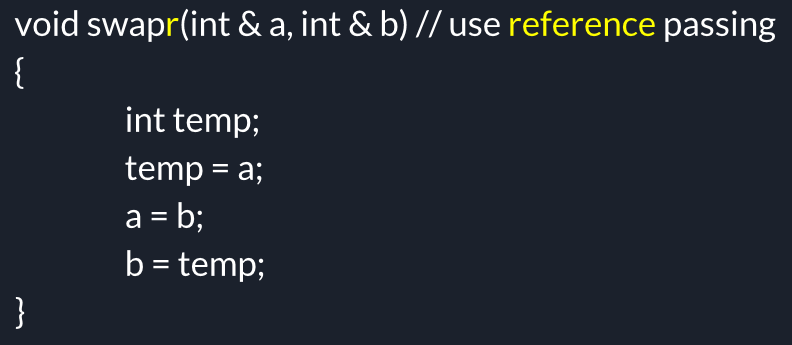 void swapr(int & a, int & b) // use reference passing
{
int temp;
temp = a;
a = b;
b = temp;
}